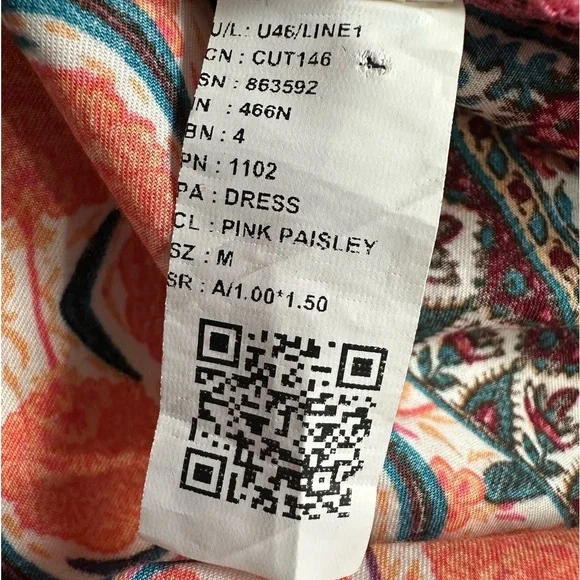 U/L: U46/LINE1
CN : CUT146
SN : 863592
IN : 466N
BN : 4
PN : 1102
PA : DRESS
CL : PINK PAISLEY
SZ : M
SR : A/1.00*1.50